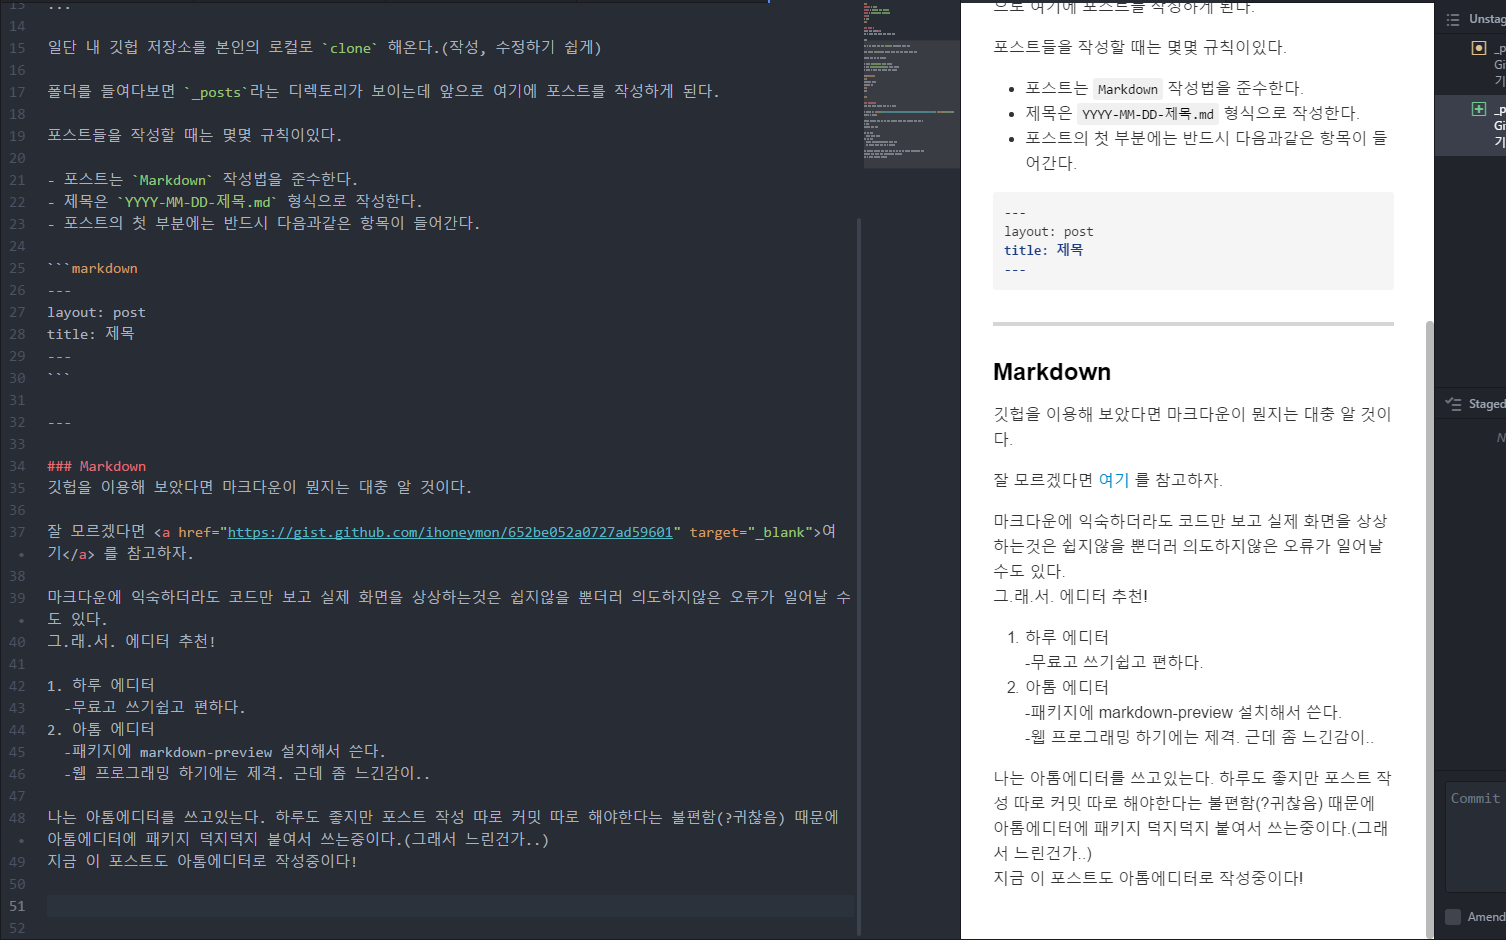 13 ...
14
15 일단 내 깃헙 저장소를 본인의 로컬로 `clone` 해온다.(작성, 수정하기 쉽게)
16
17 폴더를 들여다보면 `_posts`라는 디렉토리가 보이는데 앞으로 여기에 포스트를 작성하게 된다.
18
19 포스트들을 작성할 때는 몇몇 규칙이있다.
20
21 - 포스트는 `Markdown` 작성법을 준수한다.
22 - 제목은 `YYYY-MM-DD-제목.md` 형식으로 작성한다.
23 - 포스트의 첫 부분에는 반드시 다음과같은 항목이 들어간다.
24
25 ```markdown
26 ---
27 layout: post
28 title: 제목
29 ---
30 ```
31
32 ---
33
34 ### Markdown
35 깃헙을 이용해 보았다면 마크다운이 뭔지는 대충 알 것이다.
36
37 잘 모르겠다면 <a href="https://gist.github.com/ihoneymon/652be052a0727ad59601" target="_blank">여
• 기</a> 를 참고하자.
38
39 마크다운에 익숙하더라도 코드만 보고 실제 화면을 상상하는것은 쉽지않을 뿐더러 의도하지않은 오류가 일어날 수
• 도 있다.
40 그.래.서. 에디터 추천!
41
42 1. 하루 에디터
43 -무료고 쓰기쉽고 편하다.
44 2. 아톰 에디터
45 -패키지에 markdown-preview 설치해서 쓴다.
46 -웹 프로그래밍 하기에는 제격. 근데 좀 느긴감이..
47
48 나는 아톰에디터를 쓰고있는다. 하루도 좋지만 포스트 작성 따로 커밋 따로 해야한다는 불편함(?귀찮음) 때문에
• 아톰에디터에 패키지 덕지덕지 붙여서 쓰는중이다.(그래서 느린건가..)
49 지금 이 포스트도 아톰에디터로 작성중이다!
50
51
52
으로 여기에 포스트를 작성하게 된다.
포스트들을 작성할 때는 몇몇 규칙이있다.
• 포스트는 Markdown 작성법을 준수한다.
• 제목은 YYYY-MM-DD-제목.md 형식으로 작성한다.
• 포스트의 첫 부분에는 반드시 다음과같은 항목이 들
어간다.
---
layout: post
title: 제목
---
Markdown
깃헙을 이용해 보았다면 마크다운이 뭔지는 대충 알 것이
다.
잘 모르겠다면 여기 를 참고하자.
마크다운에 익숙하더라도 코드만 보고 실제 화면을 상상
하는것은 쉽지않을 뿐더러 의도하지않은 오류가 일어날
수도 있다.
그.래.서. 에디터 추천!
1. 하루 에디터
-무료고 쓰기쉽고 편하다.
2. 아톰 에디터
-패키지에 markdown-preview 설치해서 쓴다.
-웹 프로그래밍 하기에는 제격. 근데 좀 느긴감이..
나는 아톰에디터를 쓰고있는다. 하루도 좋지만 포스트 작
성 따로 커밋 따로 해야한다는 불편함(?귀찮음) 때문에
아톰에디터에 패키지 덕지덕지 붙여서 쓰는중이다.(그래
서 느린건가..)
지금 이 포스트도 아톰에디터로 작성중이다!
Unstag
_p
Gi
기
_p
Gi
기
Staged
N
Commit
Amend